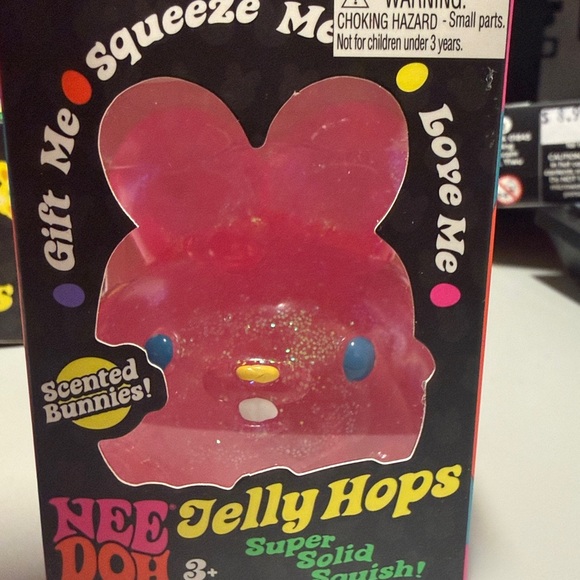 WARNING:
CHOKING HAZARD - Small parts.
Not for children under 3 years.
Gift Me
Squeeze Me
Love Me
Scented
Bunnies!
NEE
DOH
Jelly Hops
Super
Solid
Squish!
3+